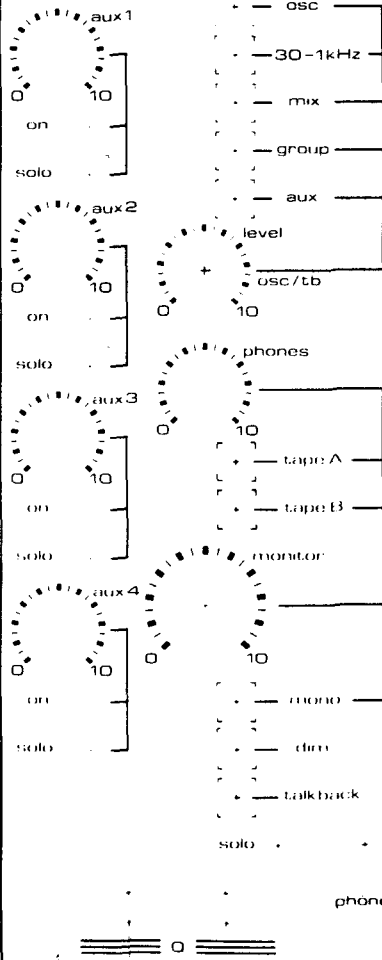 aux1
0 10
on
solo
aux2
0 10
on
solo
aux3
0 10
on
solo
aux4
0 10
on
solo
osc
30-1kHz
mix
group
aux
level
osc/tb
0 10
phones
0 10
tape A
tape B
monitor
0 10
mono
dim
talkback
solo
phone
0